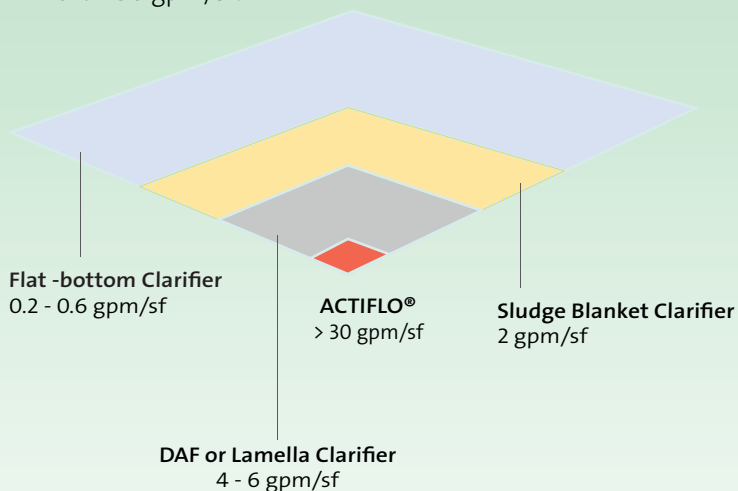 Flat -bottom Clarifier
0.2 - 0.6 gpm/sf
ACTIFLO®
> 30 gpm/sf
Sludge Blanket Clarifier
2 gpm/sf
DAF or Lamella Clarifier
4 - 6 gpm/sf